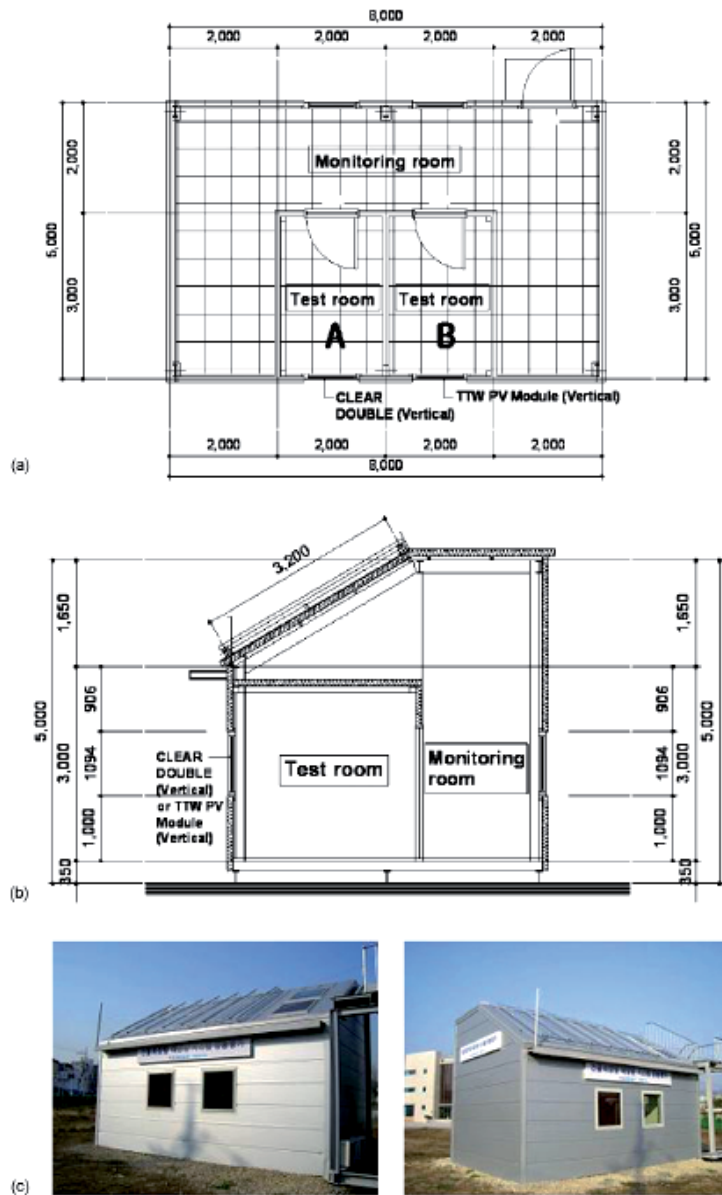 8,000
2,000 2,000 2,000 2,000
2,000
5,000
3,000
Monitoring room
Test room
A
Test room
B
2,000
5,000
3,000
CLEAR
DOUBLE (Vertical)
TTW PV Module (Vertical)
2,000 2,000 2,000 2,000
8,000
(a)
3,200
1,650
906
5,000
3,000
1094
1,000
350
CLEAR
DOUBLE
(Vertical)
or TTW PV
Module
(Vertical)
Test room
Monitoring
room
1,650
906
1094
3,000
5,000
1,000
350
(b)
(c)